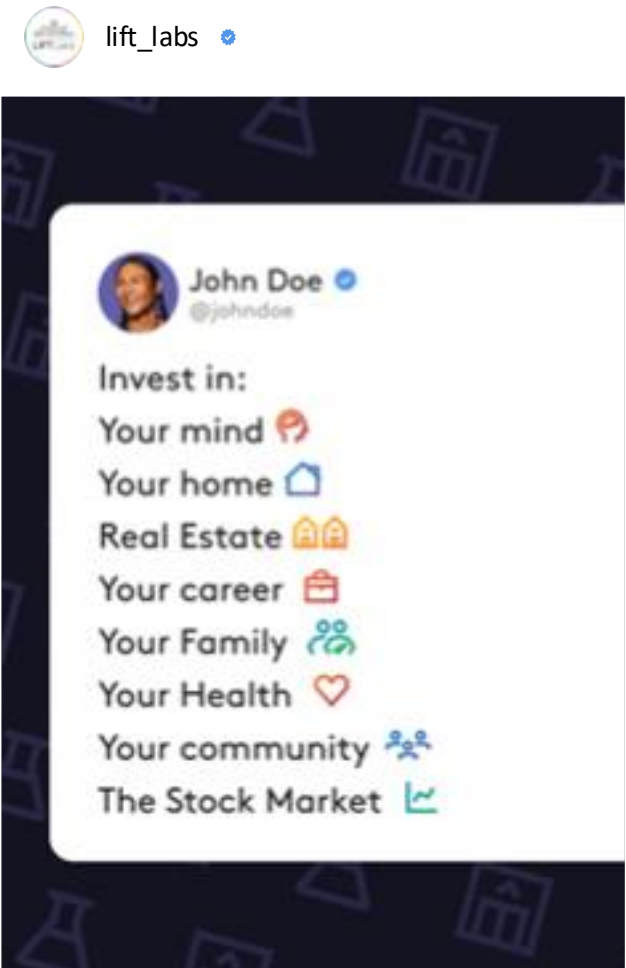 lift_labs
John Doe
@johndoe
Invest in:
Your mind
Your home
Real Estate
Your career
Your Family
Your Health
Your community
The Stock Market